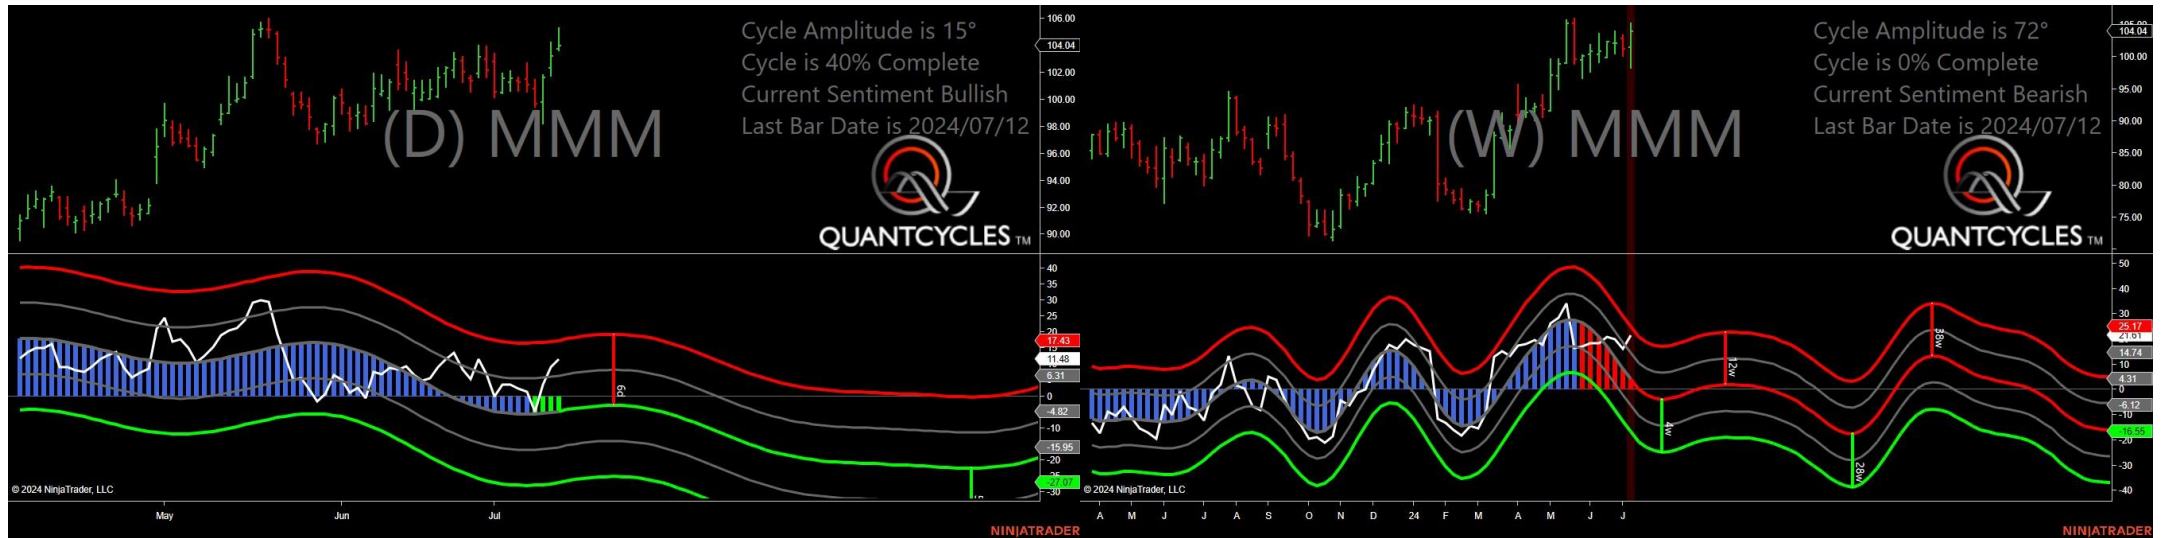 Cycle Amplitude is 15°
Cycle is 40% Complete
Current Sentiment Bullish
Last Bar Date is 2024/07/12
(D) MMM
QUANTCYCLES TM
106.00
104.04
102.00
100.00
98.00
96.00
94.00
92.00
90.00
40
35
30
25
20
17.43
15
11.48
6.31
0
-4.82
-10
-15.95
-20
-27.07
-30
6d
© 2024 NinjaTrader, LLC
May Jun Jul
NINJATRADER
Cycle Amplitude is 72°
Cycle is 0% Complete
Current Sentiment Bearish
Last Bar Date is 2024/07/12
(W) MMM
QUANTCYCLES TM
105.00
104.04
100.00
95.00
90.00
85.00
80.00
75.00
50
40
30
25.17
21.61
14.74
10
4.31
0
-6.12
-10
-16.55
-20
-30
-40
4w
12w
28w
38w
© 2024 NinjaTrader, LLC
A M J J A S O N D 24 F M A M J J
NINJATRADER